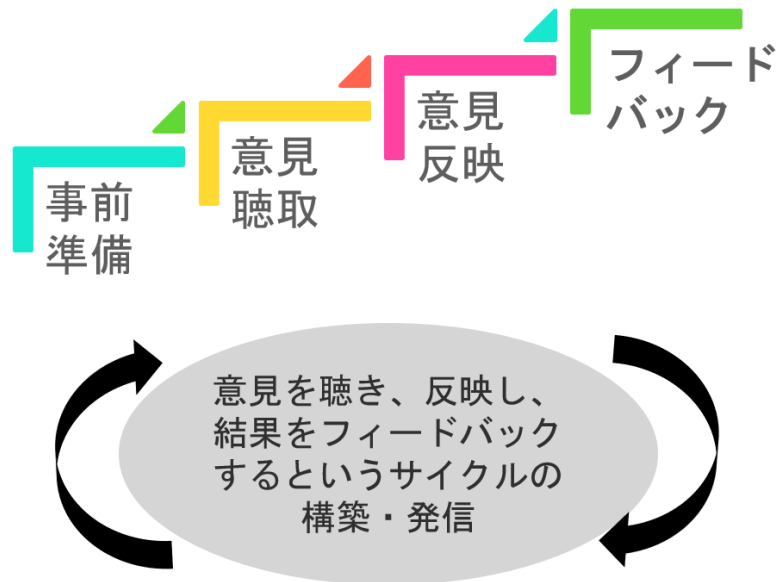 事前
準備
意見
聴取
意見
反映
フィード
バック
意見を聴き、反映し、
結果をフィードバック
するというサイクルの
構築・発信